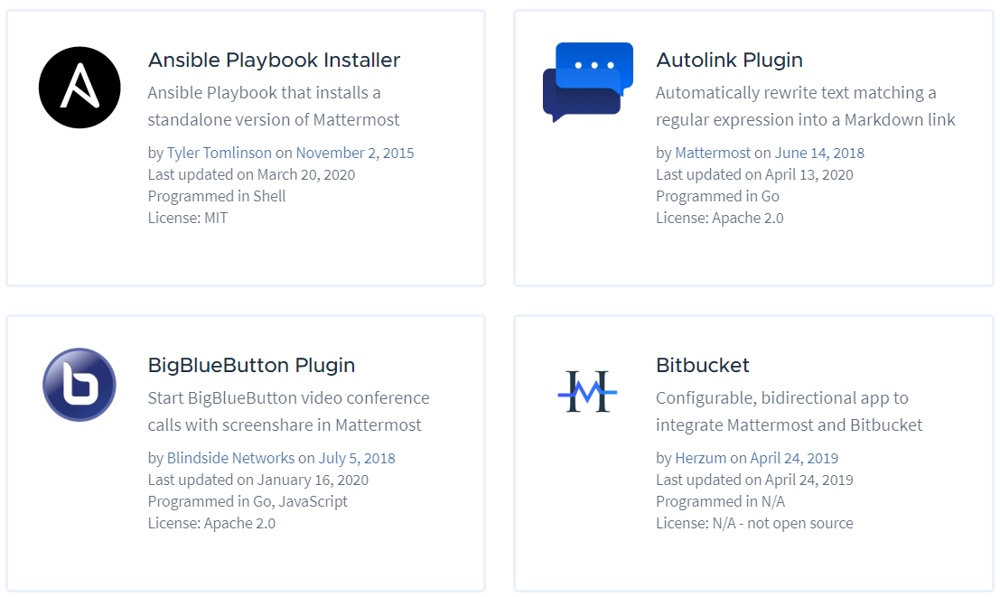 Ansible Playbook Installer
Ansible Playbook that installs a
standalone version of Mattermost
by Tyler Tomlinson on November 2, 2015
Last updated on March 20, 2020
Programmed in Shell
License: MIT
Autolink Plugin
Automatically rewrite text matching a
regular expression into a Markdown link
by Mattermost on June 14, 2018
Last updated on April 13, 2020
Programmed in Go
License: Apache 2.0
BigBlueButton Plugin
Start BigBlueButton video conference
calls with screenshare in Mattermost
by Blindside Networks on July 5, 2018
Last updated on January 16, 2020
Programmed in Go, JavaScript
License: Apache 2.0
H
Bitbucket
Configurable, bidirectional app to
integrate Mattermost and Bitbucket
by Herzum on April 24, 2019
Last updated on April 24, 2019
Programmed in N/A
License: N/A - not open source